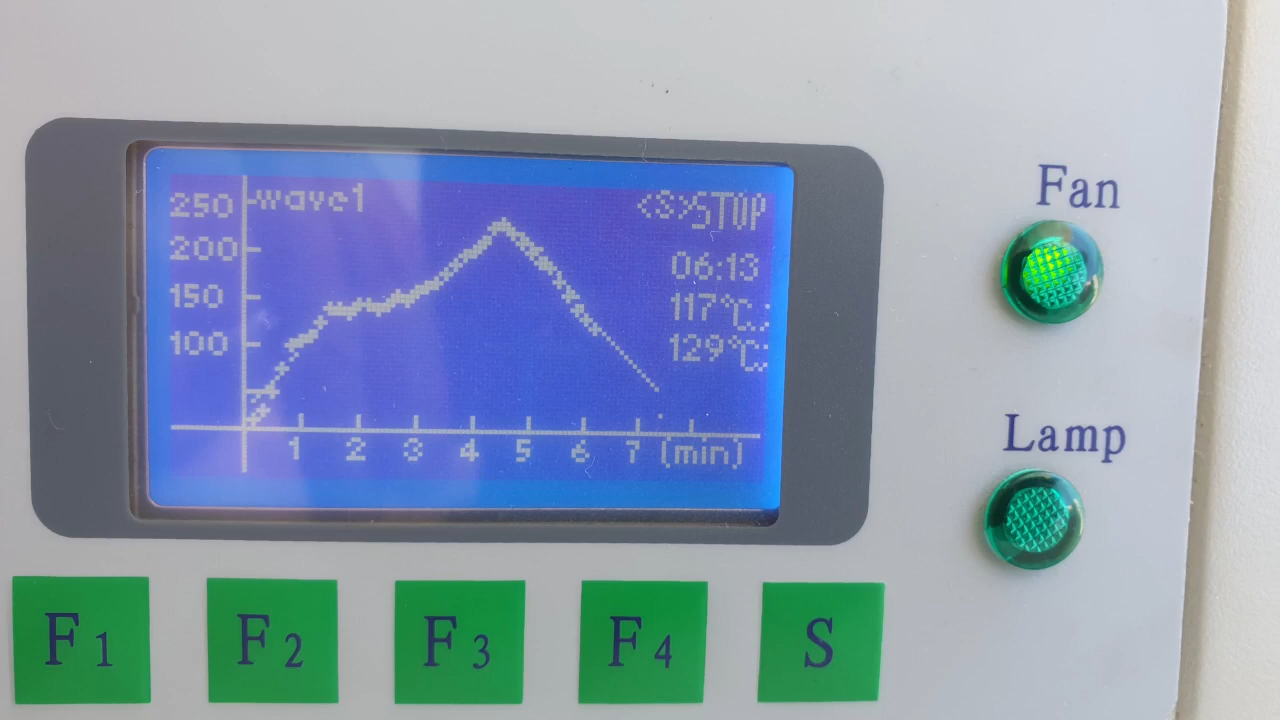 250 wave1 <S>STOP
200 06:13
150 117℃
100 129℃
1 2 3 4 5 6 7 (min)
Fan
Lamp
F1 F2 F3 F4 S